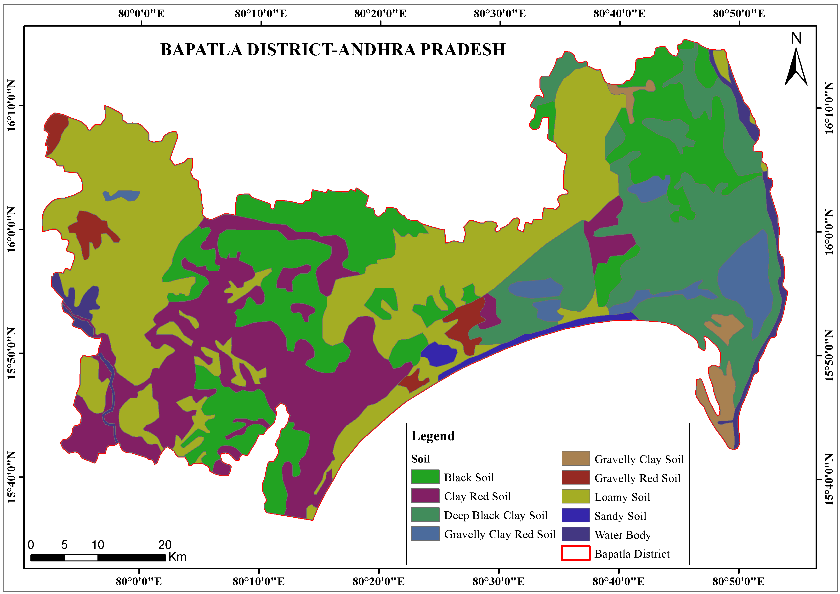 80°0'0"E 80°10'0"E 80°20'0"E 80°30'0"E 80°40'0"E 80°50'0"E
BAPATLA DISTRICT-ANDHRA PRADESH
N
16°10'0"N 16°10'0"N
16°0'0"N 16°0'0"N
15°50'0"N 15°50'0"N
15°40'0"N 15°40'0"N
Legend
Soil
Black Soil
Clay Red Soil
Deep Black Clay Soil
Gravelly Clay Red Soil
Gravelly Clay Soil
Gravelly Red Soil
Loamy Soil
Sandy Soil
Water Body
Bapatla District
0 5 10 20
Km
80°0'0"E 80°10'0"E 80°20'0"E 80°30'0"E 80°40'0"E 80°50'0"E